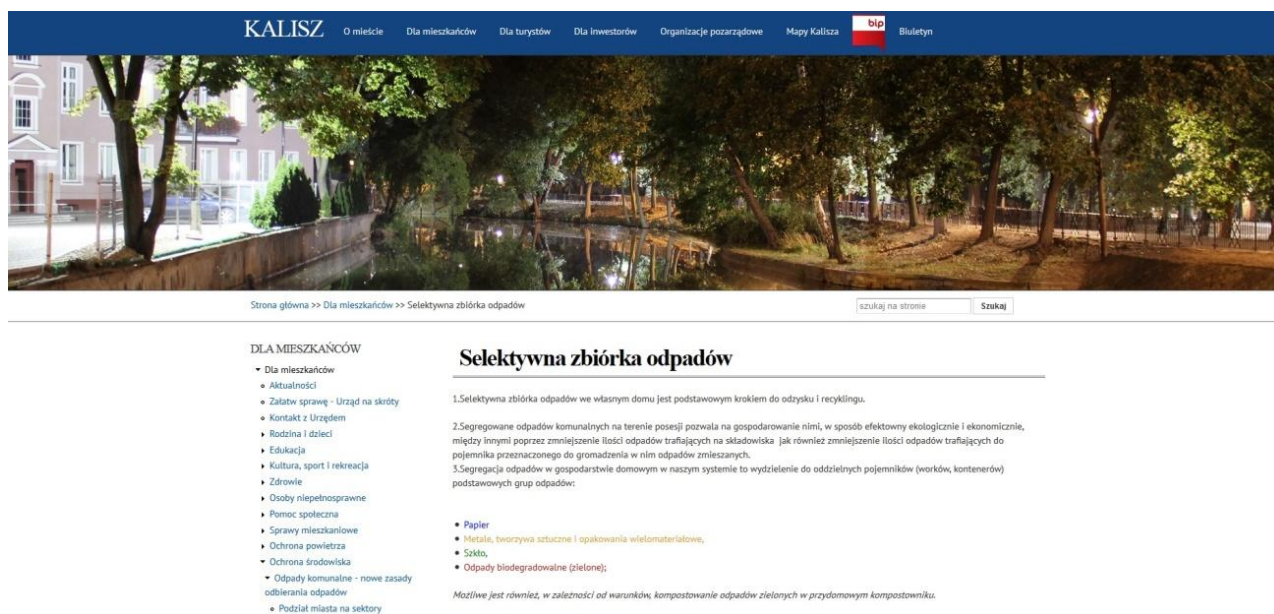 KALISZ O mieście Dla mieszkańców Dla turystów Dla inwestorów Organizacje pozarządowe Mapy Kalisza bip Biuletyn
Strona główna >> Dla mieszkańców >> Selektywna zbiórka odpadów
szukaj na stronie Szukaj
DLA MIESZKAŃCÓW
Dla mieszkańców
Aktualności
Załatw sprawę - Urząd na skróty
Kontakt z Urzędem
Rodzina i dzieci
Edukacja
Kultura, sport i rekreacja
Zdrowie
Osoby niepełnosprawne
Pomoc społeczna
Sprawy mieszkaniowe
Ochrona powietrza
Ochrona środowiska
Odpady komunalne - nowe zasady
odbierania odpadów
Podział miasta na sektory
Selektywna zbiórka odpadów
1.Selektywna zbiórka odpadów we własnym domu jest podstawowym krokiem do odzysku i recyklingu.
2.Segregowane odpadów komunalnych na terenie posesji pozwala na gospodarowanie nimi, w sposób efektowny ekologicznie i ekonomicznie,
między innymi poprzez zmniejszenie ilości odpadów trafiających na składowiska jak również zmniejszenie ilości odpadów trafiających do
pojemnika przeznaczonego do gromadzenia w nim odpadów zmieszanych.
3.Segregacja odpadów w gospodarstwie domowym w naszym systemie to wydzielenie do oddzielnych pojemników (worków, kontenerów)
podstawowych grup odpadów:
Papier
Metale, tworzywa sztuczne i opakowania wielomateriałowe,
Szkło,
Odpady biodegradowalne (zielone);
Możliwe jest również, w zależności od warunków, kompostowanie odpadów zielonych w przydomowym kompostowniku.